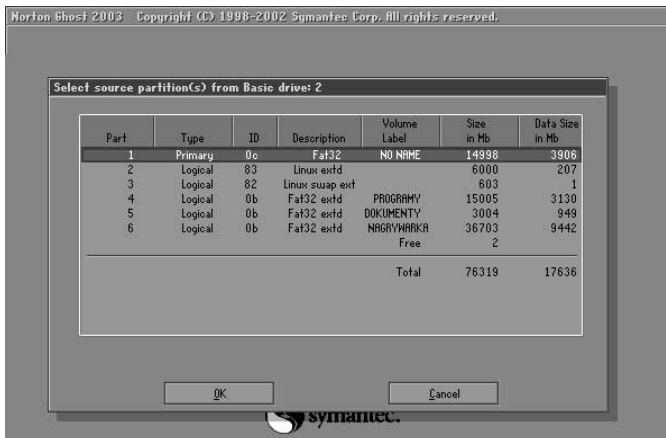 Norton Ghost 2003 Copyright (C) 1998-2002 Symantec Corp. All rights reserved.
Select source partition(s) from Basic drive: 2
Part Type ID Description Volume Label Size in Mb Data Size in Mb
1 Primary 0c Fat32 NO NAME 14998 3906
2 Logical 83 Linux extd 6000 207
3 Logical 82 Linux swap ext 603 1
4 Logical 0b Fat32 extd PROGRAMY 15005 3130
5 Logical 0b Fat32 extd DOKUMENTY 3004 949
6 Logical 0b Fat32 extd NAGRYWARKA 36703 9442
Free 2
Total 76319 17636
OK Cancel
symantec.